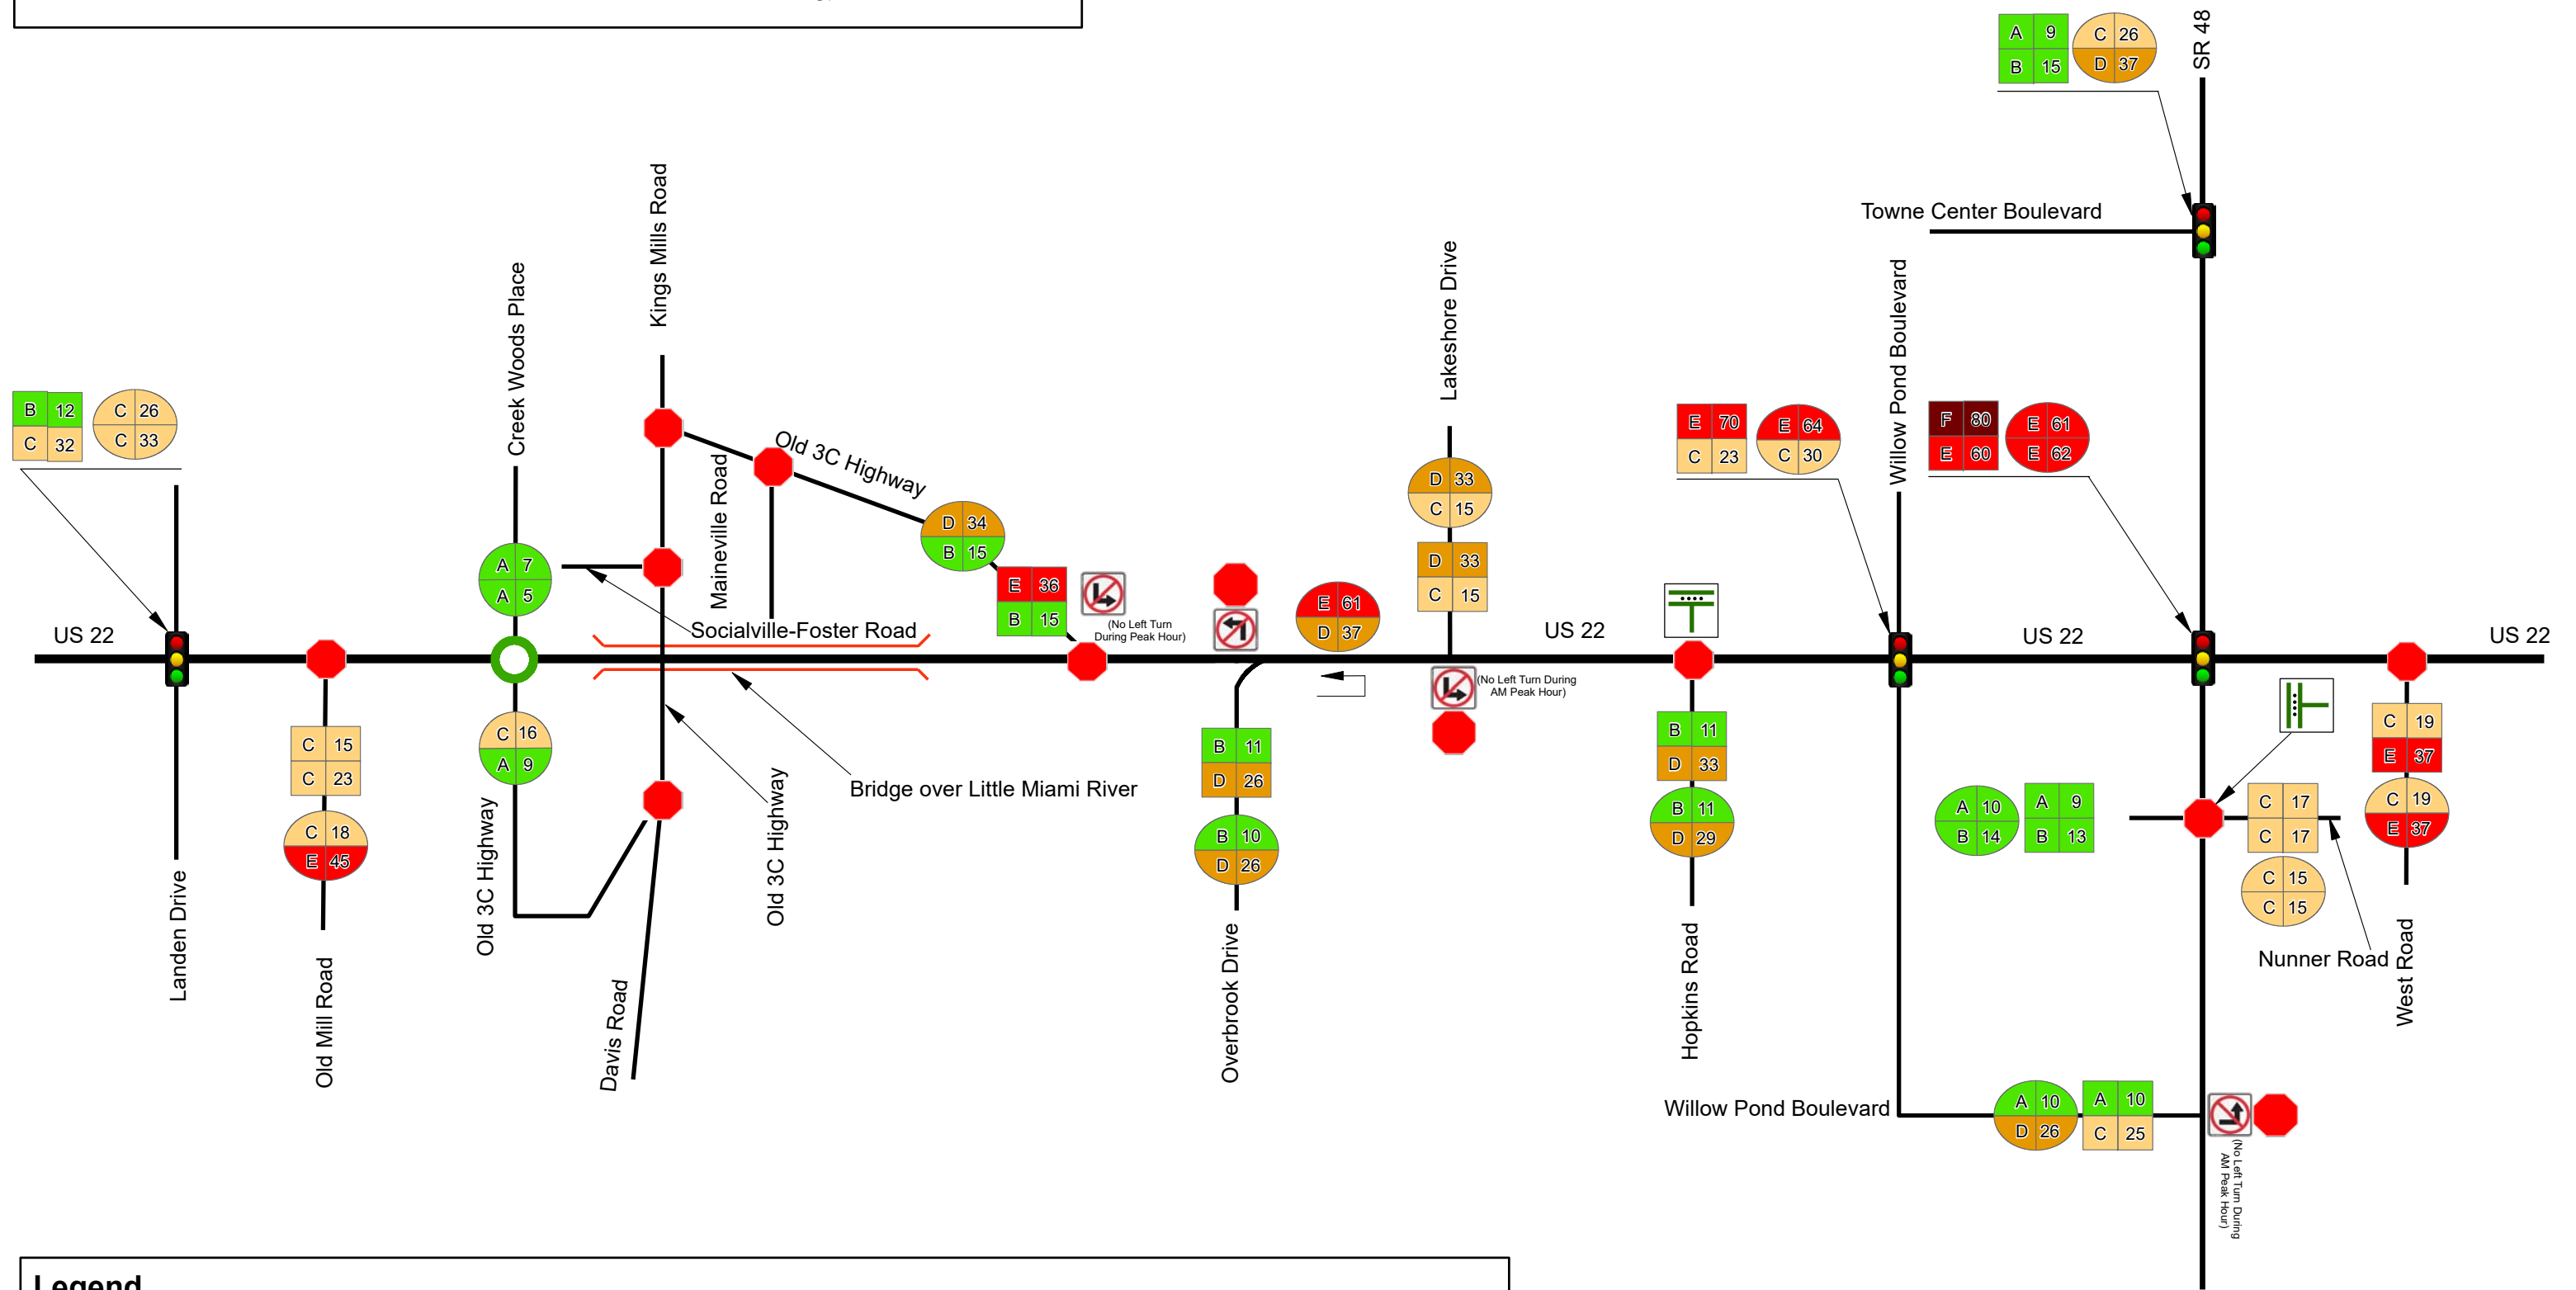 SR 48
A 9
B 15
C 26
D 37
Towne Center Boulevard
Kings Mills Road
Creek Woods Place
Lakeshore Drive
Willow Pond Boulevard
B 12
C 32
C 26
C 33
E 70
C 23
E 64
C 30
F 80
E 60
E 61
E 62
Old 3C Highway
Maineville Road
D 33
C 15
D 33
C 15
D 34
B 15
A 7
A 5
E 36
B 15
(No Left Turn
During Peak Hour)
E 61
D 37
US 22
Socialville-Foster Road
US 22
US 22
US 22
(No Left Turn During
AM Peak Hour)
C 15
C 23
C 18
E 45
C 16
A 9
Bridge over Little Miami River
B 11
D 26
B 10
D 26
B 11
D 33
B 11
D 29
C 19
E 37
C 19
E 37
A 10
B 14
A 9
B 13
C 17
C 17
C 15
C 15
Landen Drive
Old Mill Road
Old 3C Highway
Davis Road
Old 3C Highway
Overbrook Drive
Hopkins Road
Nunner Road
West Road
Willow Pond Boulevard
A 10
D 26
A 10
C 25
(No Left Turn During
AM Peak Hour)
Legend